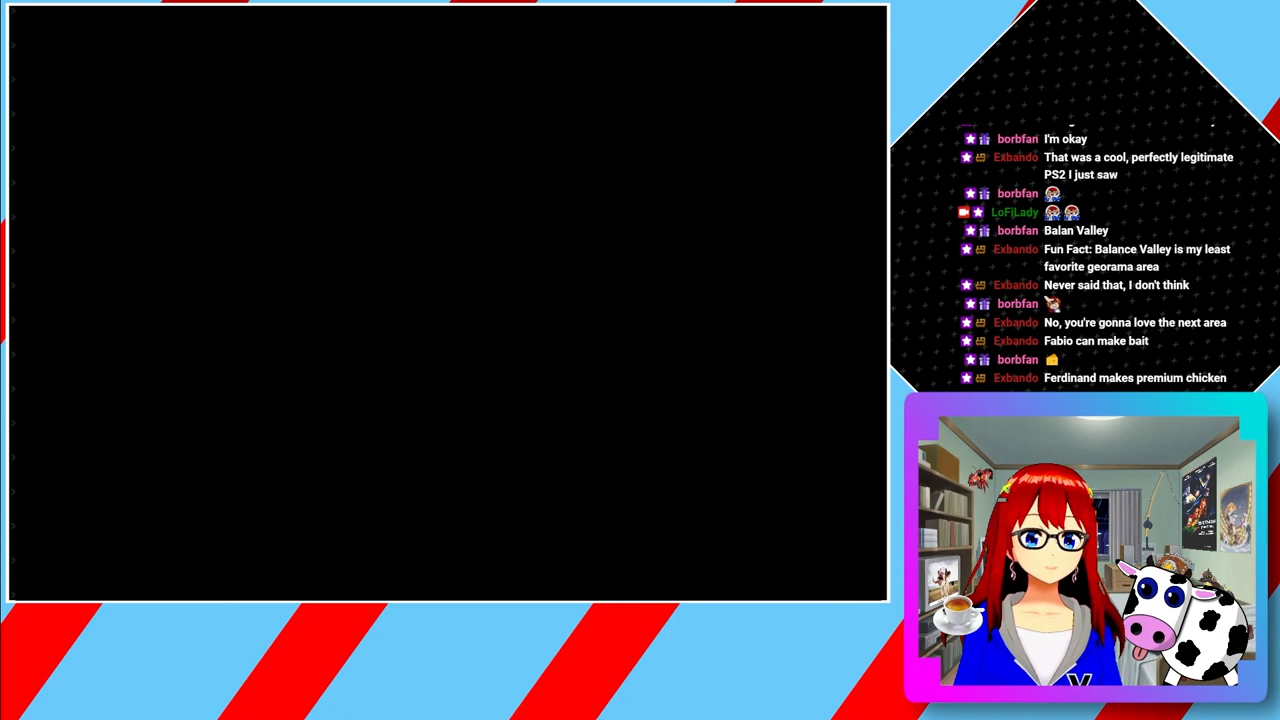 borbfan I'm okay
Exbando That was a cool, perfectly legitimate
PS2 I just saw
borbfan
LoFiLady
borbfan Balan Valley
Exbando Fun Fact: Balance Valley is my least
favorite georama area
Exbando Never said that, I don't think
borbfan
Exbando No, you're gonna love the next area
Exbando Fabio can make bait
borbfan
Exbando Ferdinand makes premium chicken